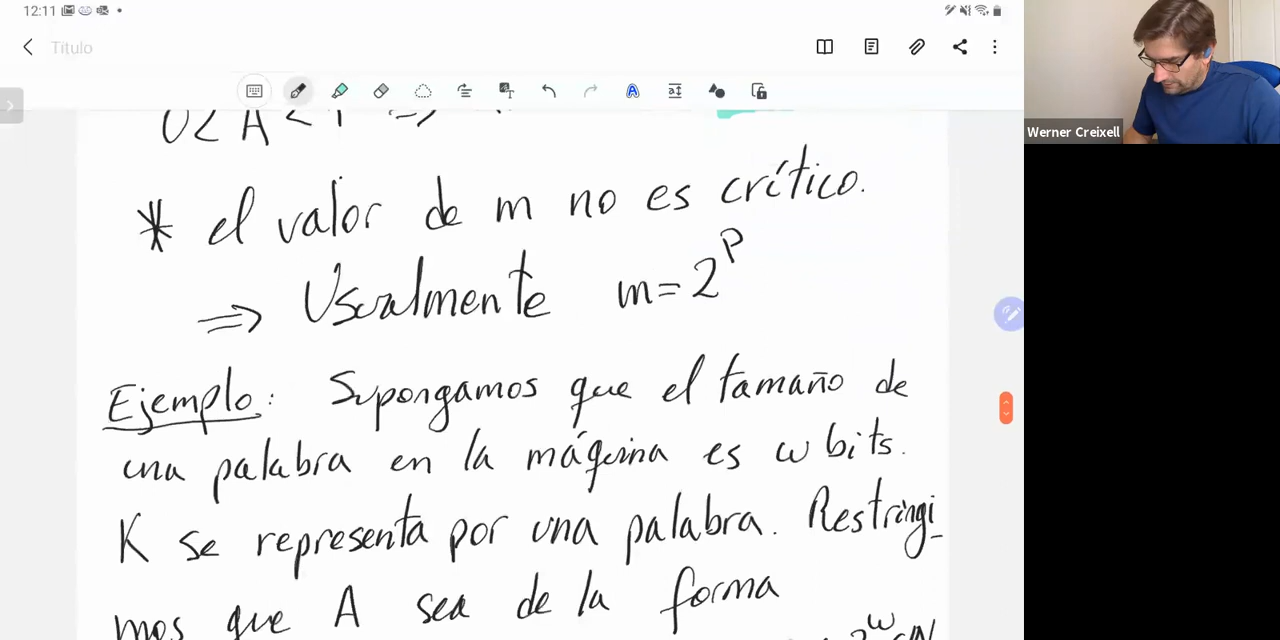 12:11
Título
Werner Creixell
0 < A < 1 =>
* el valor de m no es crítico.
=> Usualmente m = 2^p
Ejemplo: Supongamos que el tamaño de
una palabra en la máquina es w bits.
K se representa por una palabra. Restringi-
mos que A sea de la forma